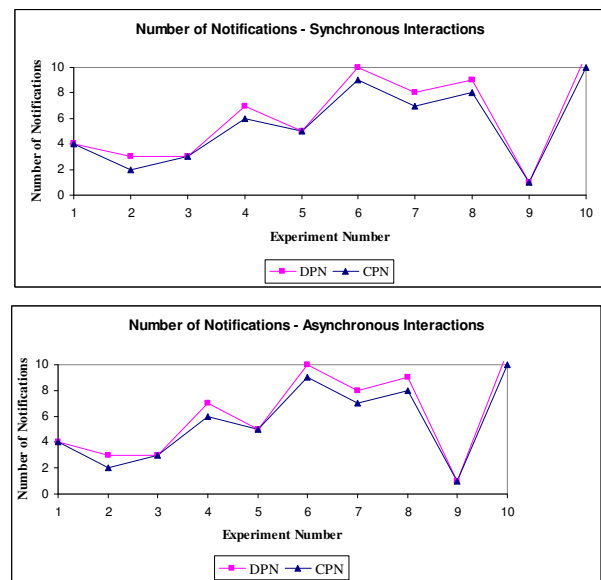 Number of Notifications - Synchronous Interactions
Number of Notifications
10
8
6
4
2
0
1 2 3 4 5 6 7 8 9 10
Experiment Number
DPN CPN
Number of Notifications - Asynchronous Interactions
Number of Notifications
10
8
6
4
2
0
1 2 3 4 5 6 7 8 9 10
Experiment Number
DPN CPN